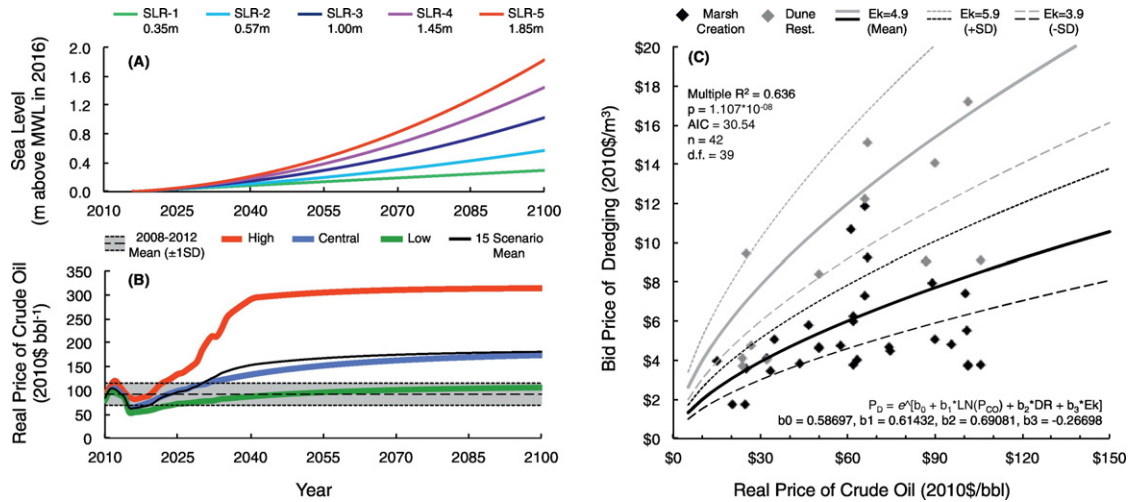 SLR-1 SLR-2 SLR-3 SLR-4 SLR-5
0.35m 0.57m 1.00m 1.45m 1.85m
(A)
Sea Level
(m above MWL in 2016)
2.0
1.6
1.2
0.8
0.4
0.0
2010 2025 2040 2055 2070 2085 2100
2008-2012
Mean (±1SD)
High Central Low 15 Scenario
Mean
(B)
Real Price of Crude Oil
(2010$ bbl⁻¹)
350
300
250
200
150
100
50
0
2010 2025 2040 2055 2070 2085 2100
Year
Marsh
Creation
Dune
Rest.
Ek=4.9
(Mean)
Ek=5.9
(+SD)
Ek=3.9
(-SD)
(C)
Bid Price of Dredging (2010$/m³)
$20
$18
$16
$14
$12
$10
$8
$6
$4
$2
$0
Multiple R² = 0.636
p = 1.107*10⁻⁰⁸
AIC = 30.54
n = 42
d.f. = 39
P_D = e^[b₀ + b₁*LN(P_CO) + b₂*DR + b₃*Ek]
b0 = 0.58697, b1 = 0.61432, b2 = 0.69081, b3 = -0.26698
$0 $30 $60 $90 $120 $150
Real Price of Crude Oil (2010$/bbl)